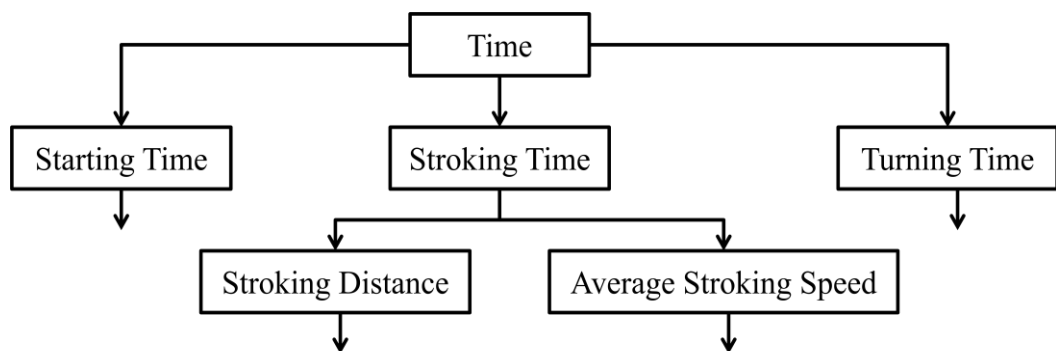 Time
Starting Time
Stroking Time
Turning Time
Stroking Distance
Average Stroking Speed